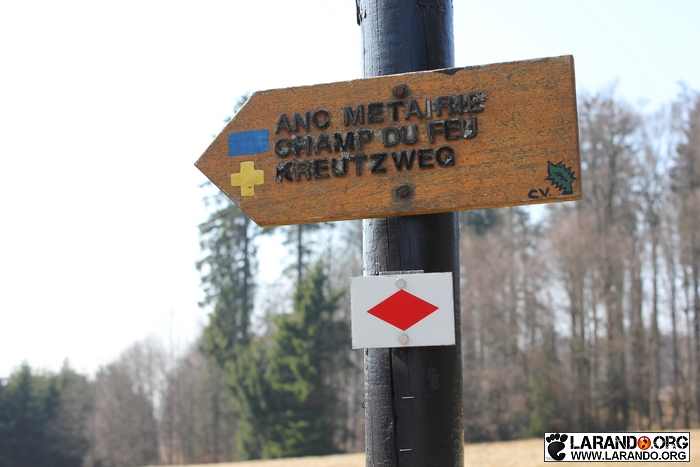 ANC METAIRIE
CHAMP DU FEU
KREUTZWEG
C.V.
LARANDO.ORG
WWW.LARANDO.ORG